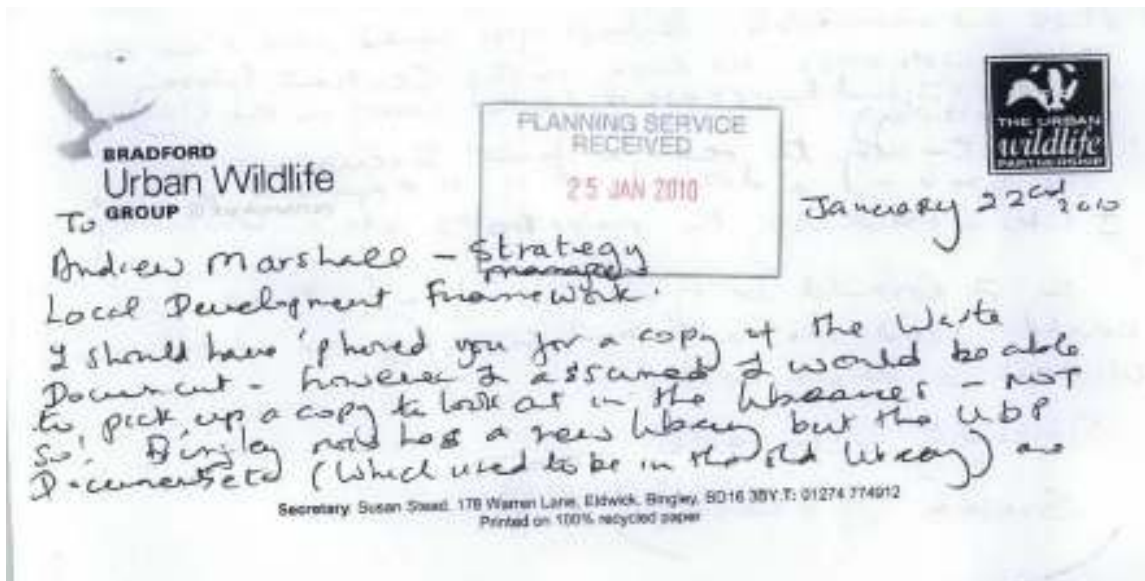 BRADFORD
Urban Wildlife
GROUP
PLANNING SERVICE
RECEIVED
25 JAN 2010
THE URBAN
wildlife
PARTNERSHIP
January 22nd 2010
To
Andrew Marshall - Strategy
manager
Local Development Framework.
I should have 'phoned you for a copy of the Waste
Document - however I assumed I would be able
to pick up a copy to look at in the libraries - NOT
so! Bingley now has a new library but the UDP
Documents etc (which used to be in the old library) are
Secretary: Susan Stead. 178 Warren Lane, Eldwick, Bingley, BD16 3BY. T: 01274 774912
Printed on 100% recycled paper